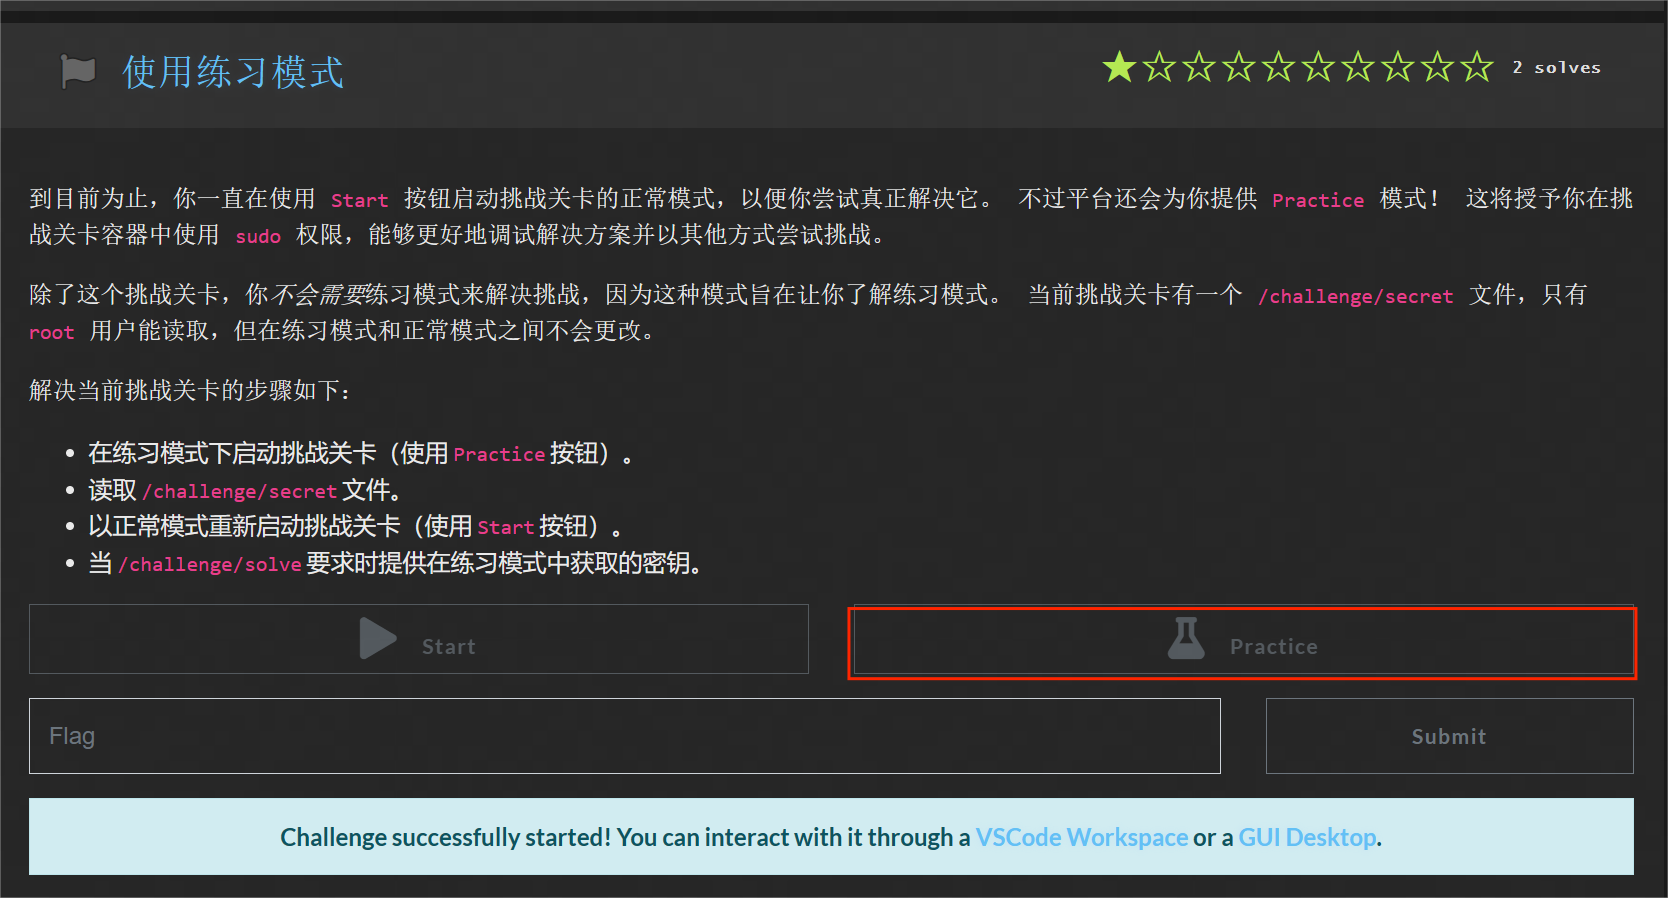 使用练习模式
2 solves
到目前为止，你一直在使用 Start 按钮启动挑战关卡的正常模式，以便你尝试真正解决它。 不过平台还会为你提供 Practice 模式！ 这将授予你在挑
战关卡容器中使用 sudo 权限，能够更好地调试解决方案并以其他方式尝试挑战。
除了这个挑战关卡，你不会需要练习模式来解决挑战，因为这种模式旨在让你了解练习模式。 当前挑战关卡有一个 /challenge/secret 文件，只有
root 用户能读取，但在练习模式和正常模式之间不会更改。
解决当前挑战关卡的步骤如下：
• 在练习模式下启动挑战关卡（使用 Practice 按钮）。
• 读取 /challenge/secret 文件。
• 以正常模式重新启动挑战关卡（使用 Start 按钮）。
• 当 /challenge/solve 要求时提供在练习模式中获取的密钥。
Start
Practice
Flag
Submit
Challenge successfully started! You can interact with it through a VSCode Workspace or a GUI Desktop.